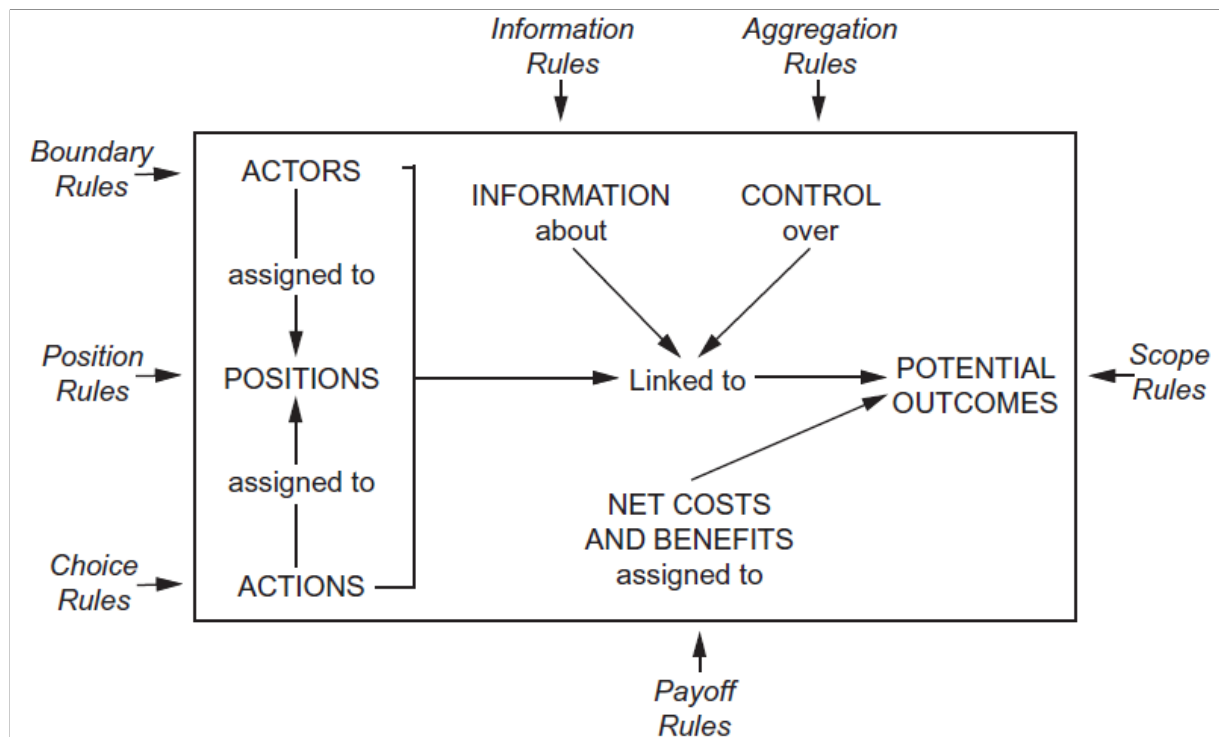 Information
Rules
Aggregation
Rules
Boundary
Rules
ACTORS
INFORMATION
about
CONTROL
over
assigned to
Position
Rules
POSITIONS
Linked to
POTENTIAL
OUTCOMES
Scope
Rules
assigned to
NET COSTS
AND BENEFITS
assigned to
Choice
Rules
ACTIONS
Payoff
Rules